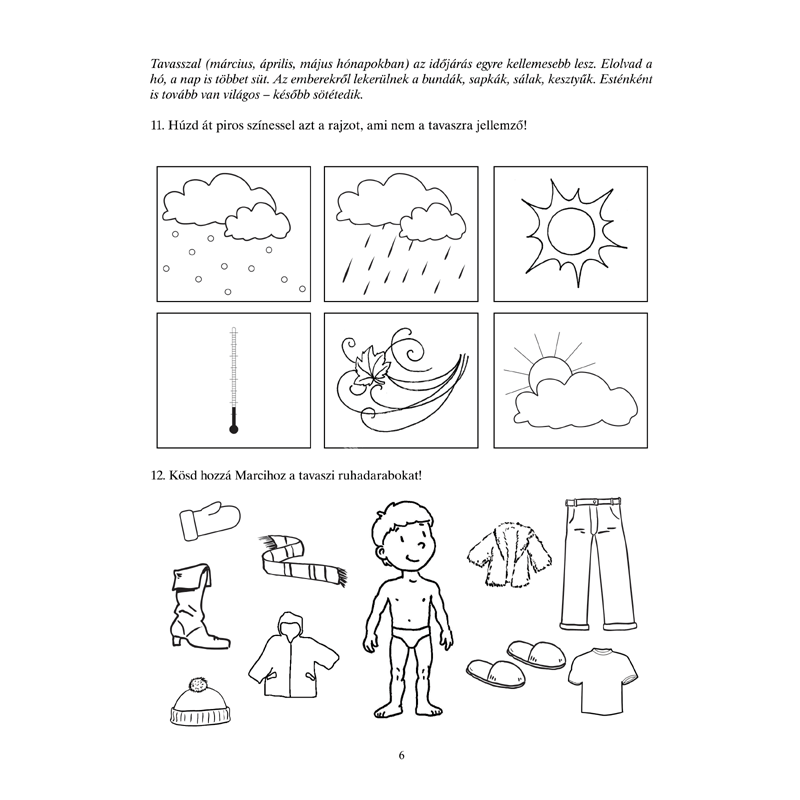 Tavasszal (március, április, május hónapokban) az időjárás egyre kellemesebb lesz. Elolvad a
hó, a nap is többet süt. Az emberekről lekerülnek a bundák, sapkák, sálak, kesztyűk. Esténként
is tovább van világos – később sötétedik.
11. Húzd át piros színessel azt a rajzot, ami nem a tavaszra jellemző!
12. Kösd hozzá Marcihoz a tavaszi ruhadarabokat!
6